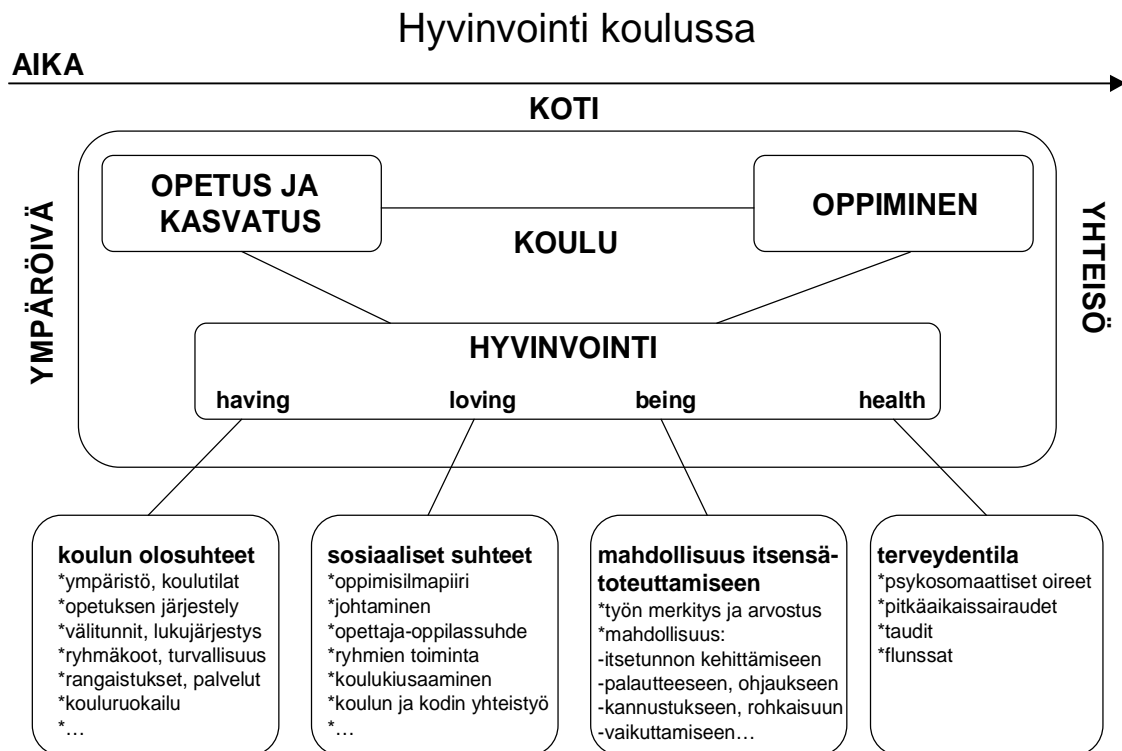 Hyvinvointi koulussa
AIKA
KOTI
OPETUS JA
KASVATUS
OPPIMINEN
KOULU
YMPÄRÖIVÄ
YHTEISÖ
HYVINVOINTI
having loving being health
koulun olosuhteet
*ympäristö, koulutilat
*opetuksen järjestely
*välitunnit, lukujärjestys
*ryhmäkoot, turvallisuus
*rangaistukset, palvelut
*kouluruokailu
*…
sosiaaliset suhteet
*oppimisilmapiiri
*johtaminen
*opettaja-oppilassuhde
*ryhmien toiminta
*koulukiusaaminen
*koulun ja kodin yhteistyö
*…
mahdollisuus itsensä-
toteuttamiseen
*työn merkitys ja arvostus
*mahdollisuus:
-itsetunnon kehittämiseen
-palautteeseen, ohjaukseen
-kannustukseen, rohkaisuun
-vaikuttamiseen…
terveydentila
*psykosomaattiset oireet
*pitkäaikaissairaudet
*taudit
*flunssat